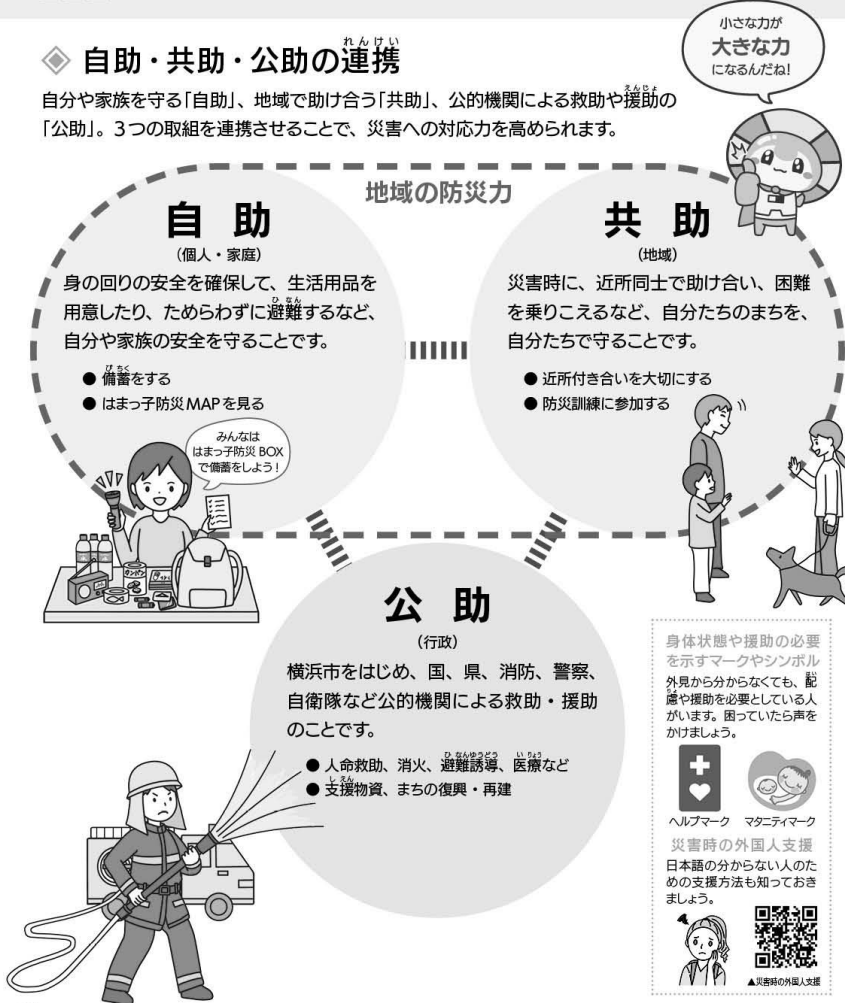 小さな力が
大きな力
になるんだね!
自助・共助・公助の連携
自分や家族を守る「自助」、地域で助け合う「共助」、公的機関による救助や援助の
「公助」。3つの取組を連携させることで、災害への対応力を高められます。
地域の防災力
自助
(個人・家庭)
身の回りの安全を確保して、生活用品を
用意したり、ためらわずに避難するなど、
自分や家族の安全を守ることです。
● 備蓄をする
● はまっ子防災MAPを見る
みんなは
はまっ子防災BOX
で備蓄をしよう!
カンパン
共助
(地域)
災害時に、近所同士で助け合い、困難
を乗りこえるなど、自分たちのまちを、
自分たちで守ることです。
● 近所付き合いを大切にする
● 防災訓練に参加する
公助
(行政)
横浜市をはじめ、国、県、消防、警察、
自衛隊など公的機関による救助・援助
のことです。
● 人命救助、消火、避難誘導、医療など
● 支援物資、まちの復興・再建
身体状態や援助の必要
を示すマークやシンボル
外見から分からなくても、配
慮や援助を必要としている人
がいます。困っていたら声を
かけましょう。
ヘルプマーク マタニティマーク
災害時の外国人支援
日本語の分からない人のた
めの支援方法も知っておき
ましょう。
▲災害時の外国人支援